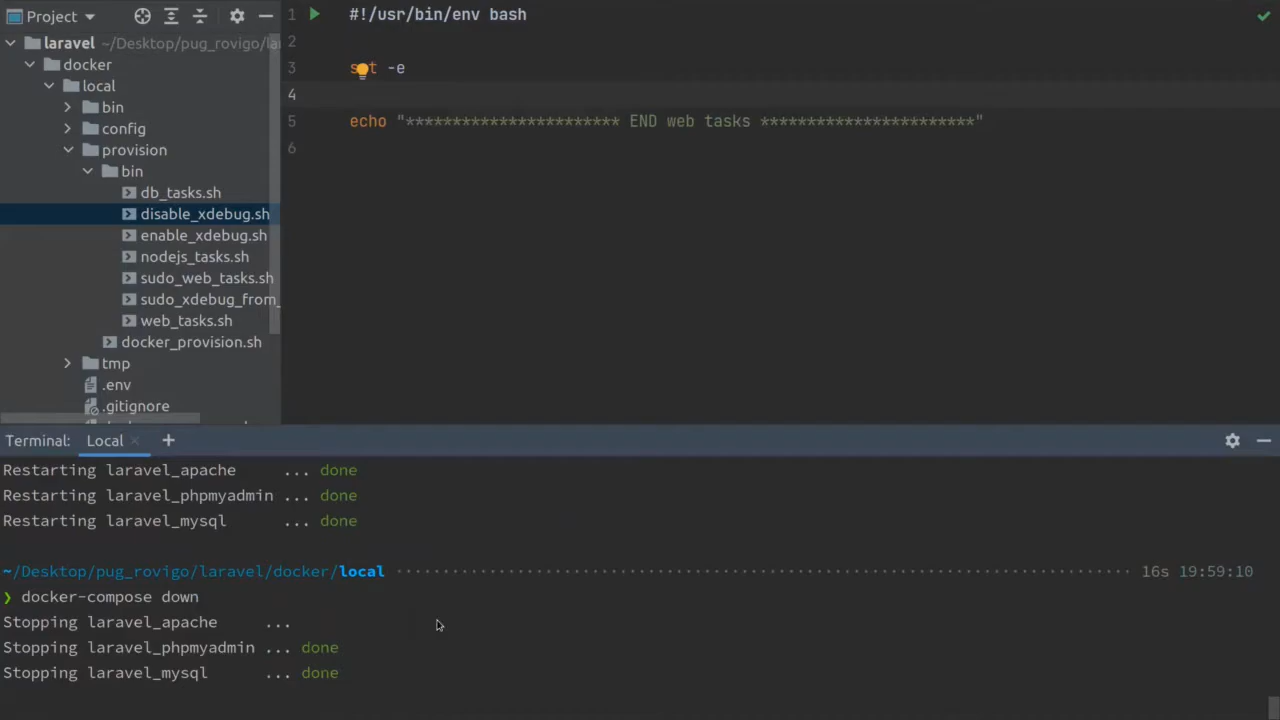 Project
laravel ~/Desktop/pug_rovigo/la
docker
local
bin
config
provision
bin
db_tasks.sh
disable_xdebug.sh
enable_xdebug.sh
nodejs_tasks.sh
sudo_web_tasks.sh
sudo_xdebug_from_
web_tasks.sh
docker_provision.sh
tmp
.env
.gitignore
1 #!/usr/bin/env bash
2
3 set -e
4
5 echo "*********************** END web tasks ***********************"
6
Terminal: Local × +
Restarting laravel_apache ... done
Restarting laravel_phpmyadmin ... done
Restarting laravel_mysql ... done
~/Desktop/pug_rovigo/laravel/docker/local 16s 19:59:10
❯ docker-compose down
Stopping laravel_apache ...
Stopping laravel_phpmyadmin ... done
Stopping laravel_mysql ... done